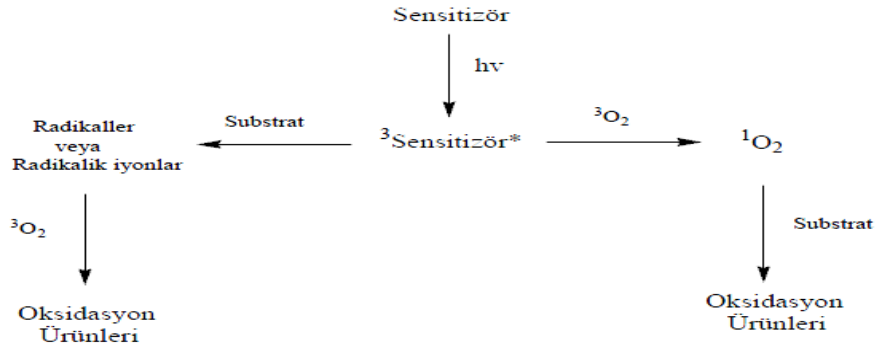 Sensitizör
hv
Radikaller
veya
Radikalik iyonlar
Substrat
³Sensitizör*
³O₂
¹O₂
³O₂
Substrat
Oksidasyon
Ürünleri
Oksidasyon
Ürünleri